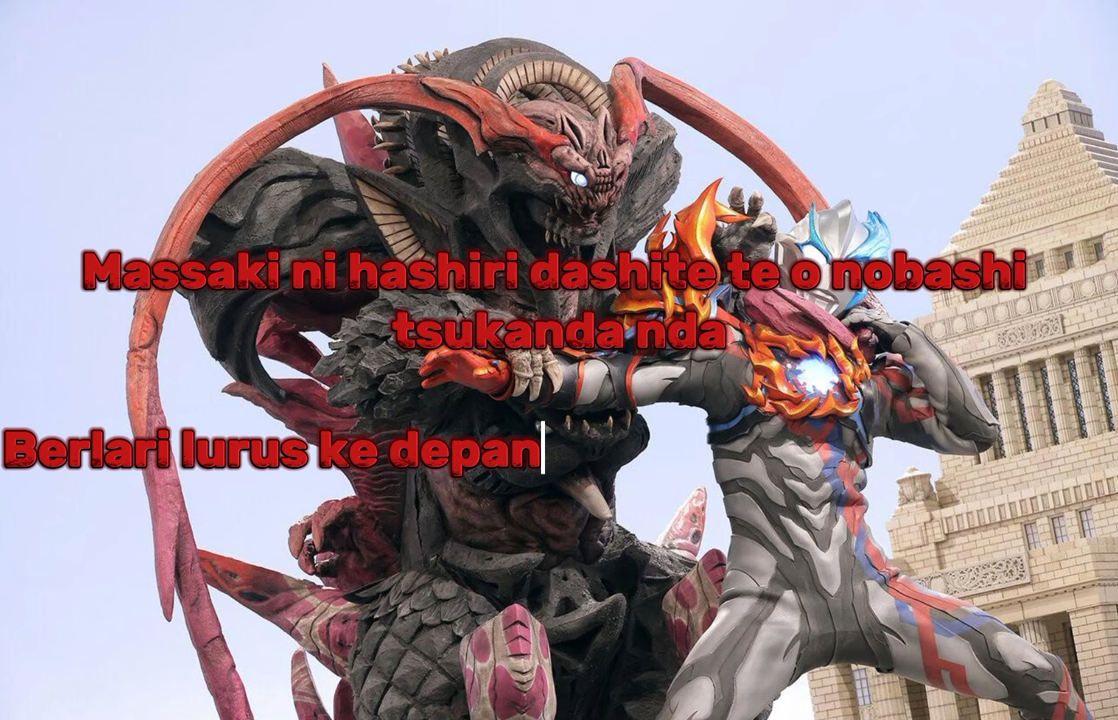 Massaki ni hashiri dashite te o nobashi
tsukanda nda
Berlari lurus ke depan